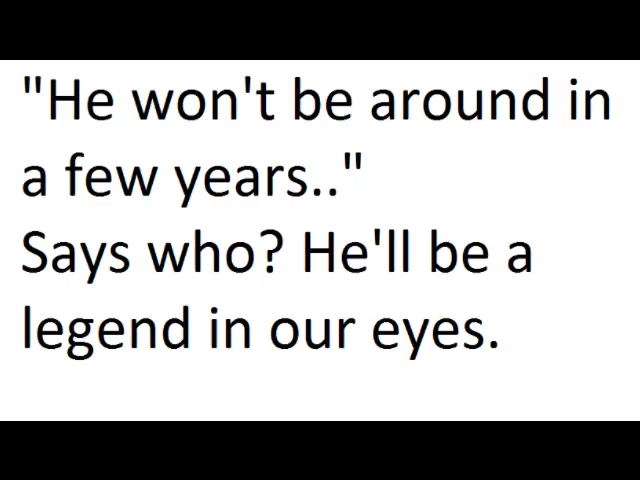 "He won't be around in
a few years.."
Says who? He'll be a
legend in our eyes.